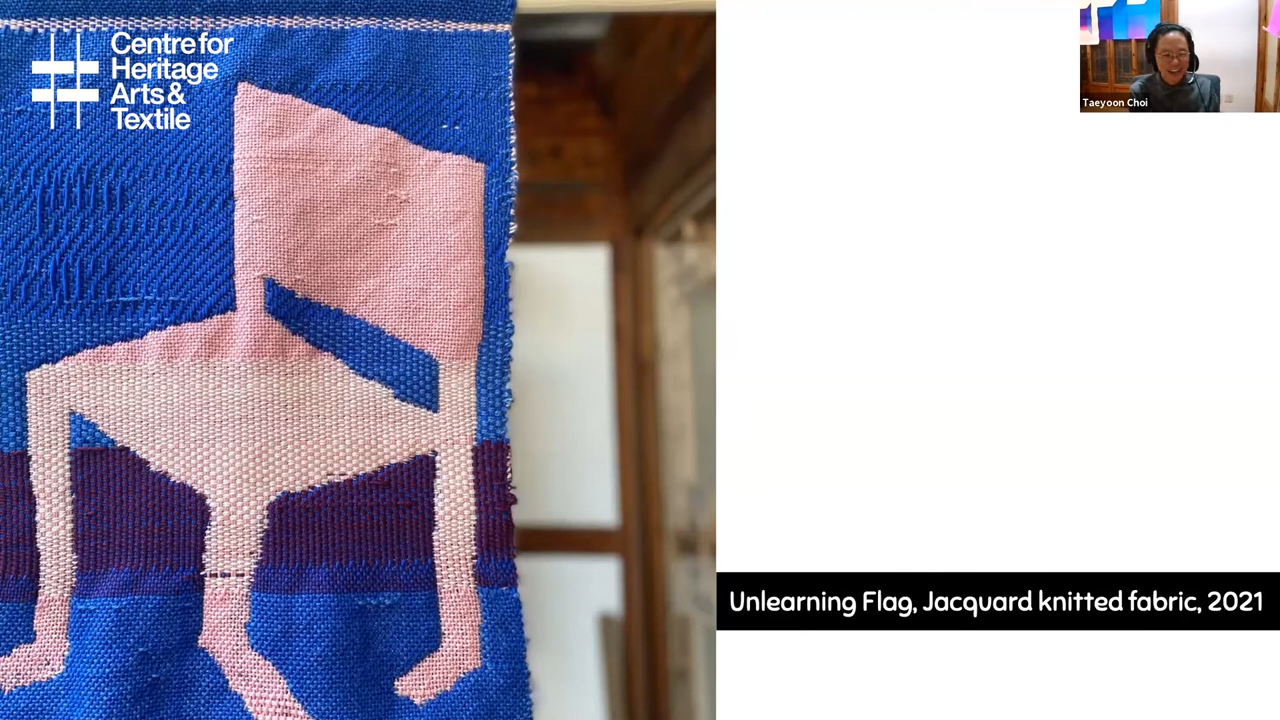 Centre for
Heritage
Arts &
Textile
Taeyoon Choi
Unlearning Flag, Jacquard knitted fabric, 2021